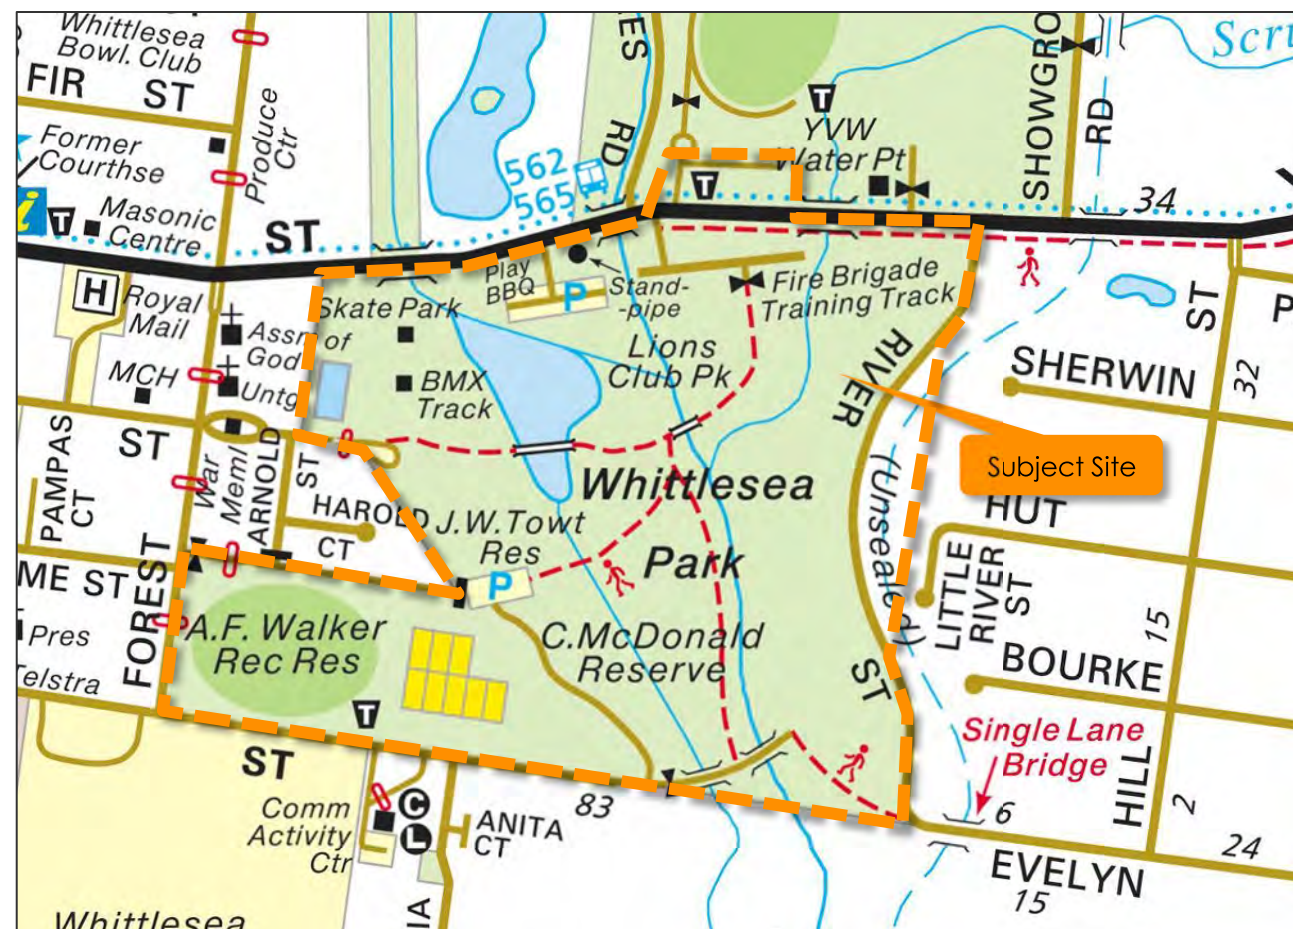 Whittlesea
Bowl. Club
FIR ST
Produce
Ctr
Former
Courthse
i
T
Masonic
Centre
ST
562
565
RD
T
YVW
Water Pt
T
SHOWGRO
RD
34
H
Royal
Mail
MCH
Assn of
God
Untg
Skate Park
BMX
Track
Play
BBQ
P
Stand-
-pipe
Fire Brigade
Training Track
Lions
Club Pk
RIVER
ST
(Unsealed)
Subject Site
SHERWIN
ST
32
HUT
LITTLE
RIVER
ST
BOURKE
15
PAMPAS
CT
ST
War
Meml
ARNOLD
ST
HAROLD
CT
J.W.Towt
Res
P
Whittlesea
Park
C.McDonald
Reserve
ME ST
FOREST
Pres
Telstra
A.F. Walker
Rec Res
T
ST
Comm
Activity
Ctr
C
L
ANITA
CT
83
Single Lane
Bridge
6
HILL
2
24
EVELYN
15
IA
Whittlesea